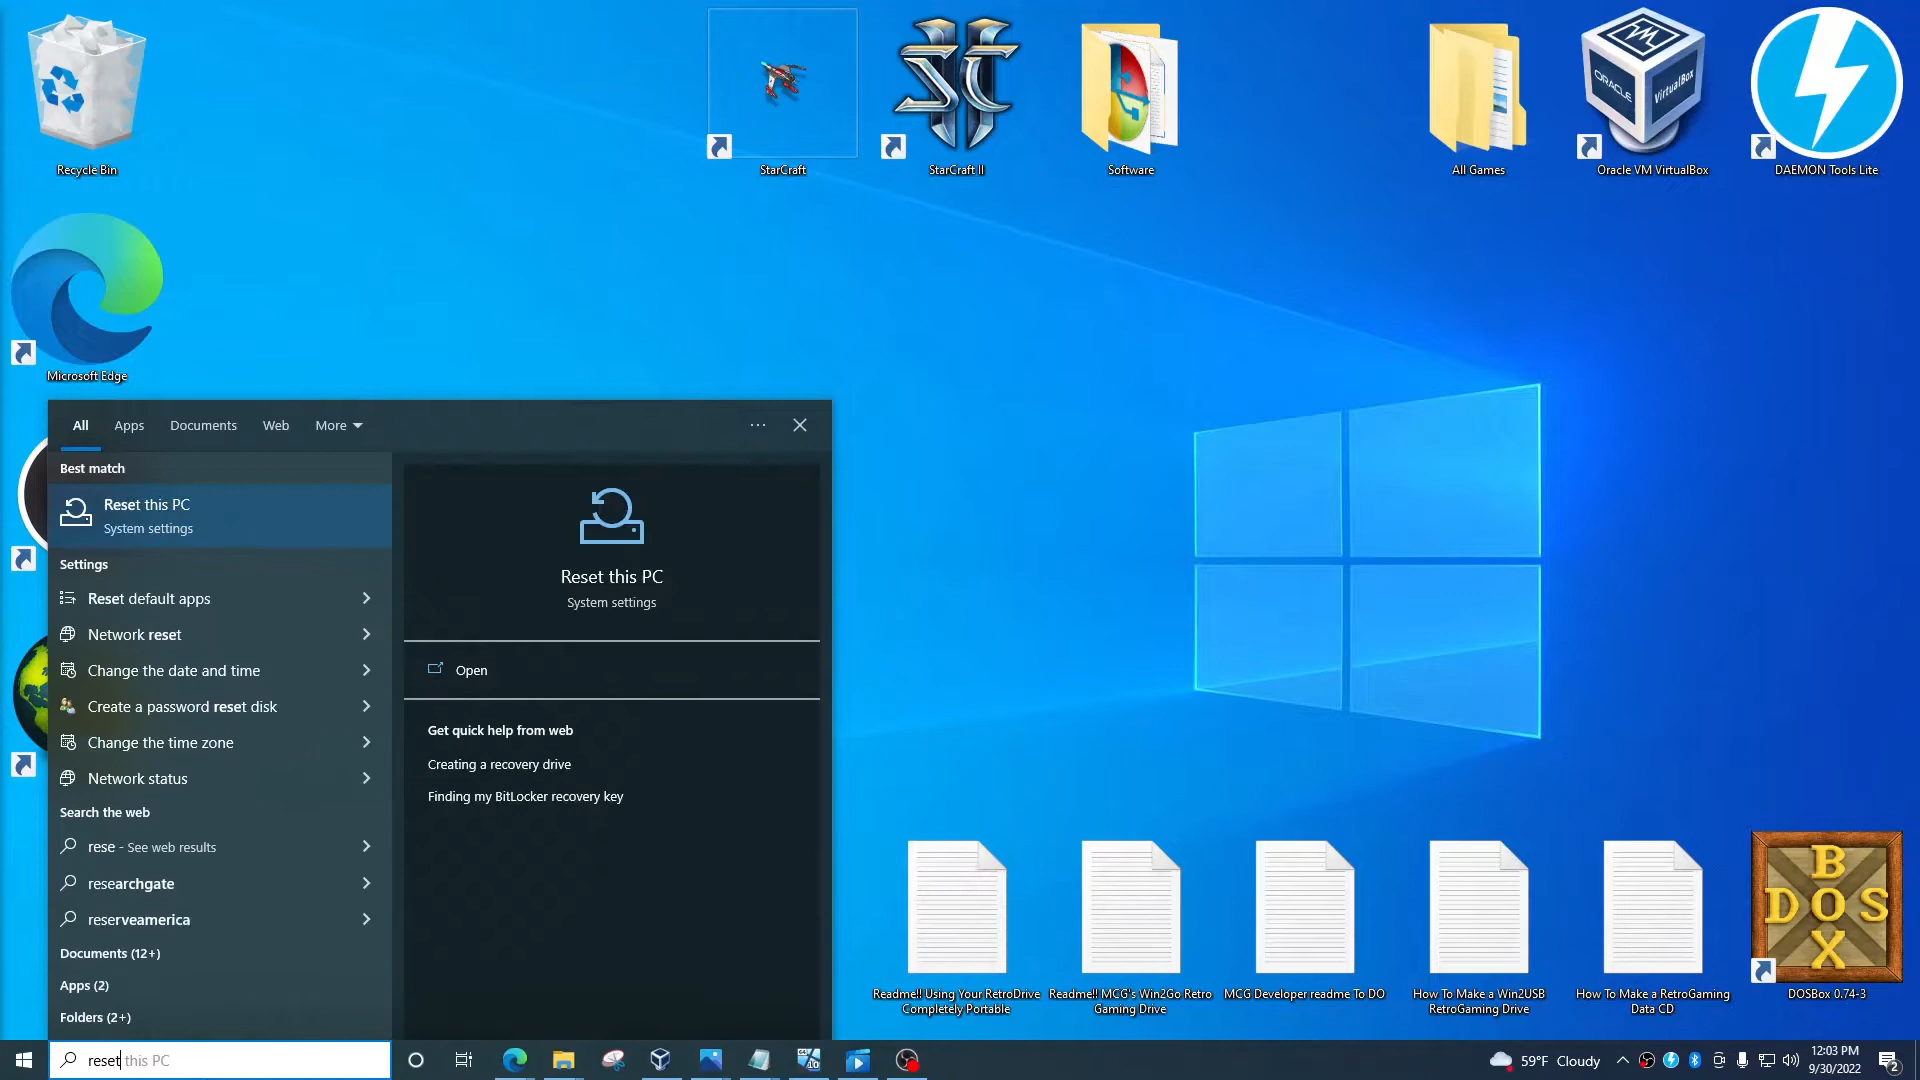 Recycle Bin
StarCraft
StarCraft II
Software
All Games
ORACLE
VirtualBox
Oracle VM VirtualBox
DAEMON Tools Lite
Microsoft Edge
All
Apps
Documents
Web
More
Best match
Reset this PC
System settings
Settings
Reset default apps
Network reset
Change the date and time
Create a password reset disk
Change the time zone
Network status
Search the web
rese - See web results
researchgate
reserveamerica
Documents (12+)
Apps (2)
Folders (2+)
Reset this PC
System settings
Open
Get quick help from web
Creating a recovery drive
Finding my BitLocker recovery key
Readme!! Using Your RetroDrive
Completely Portable
Readme!! MCG's Win2Go Retro
Gaming Drive
MCG Developer readme To DO
How To Make a Win2USB
RetroGaming Drive
How To Make a RetroGaming
Data CD
B
DOS
X
DOSBox 0.74-3
reset this PC
59°F Cloudy
12:03 PM
9/30/2022
2